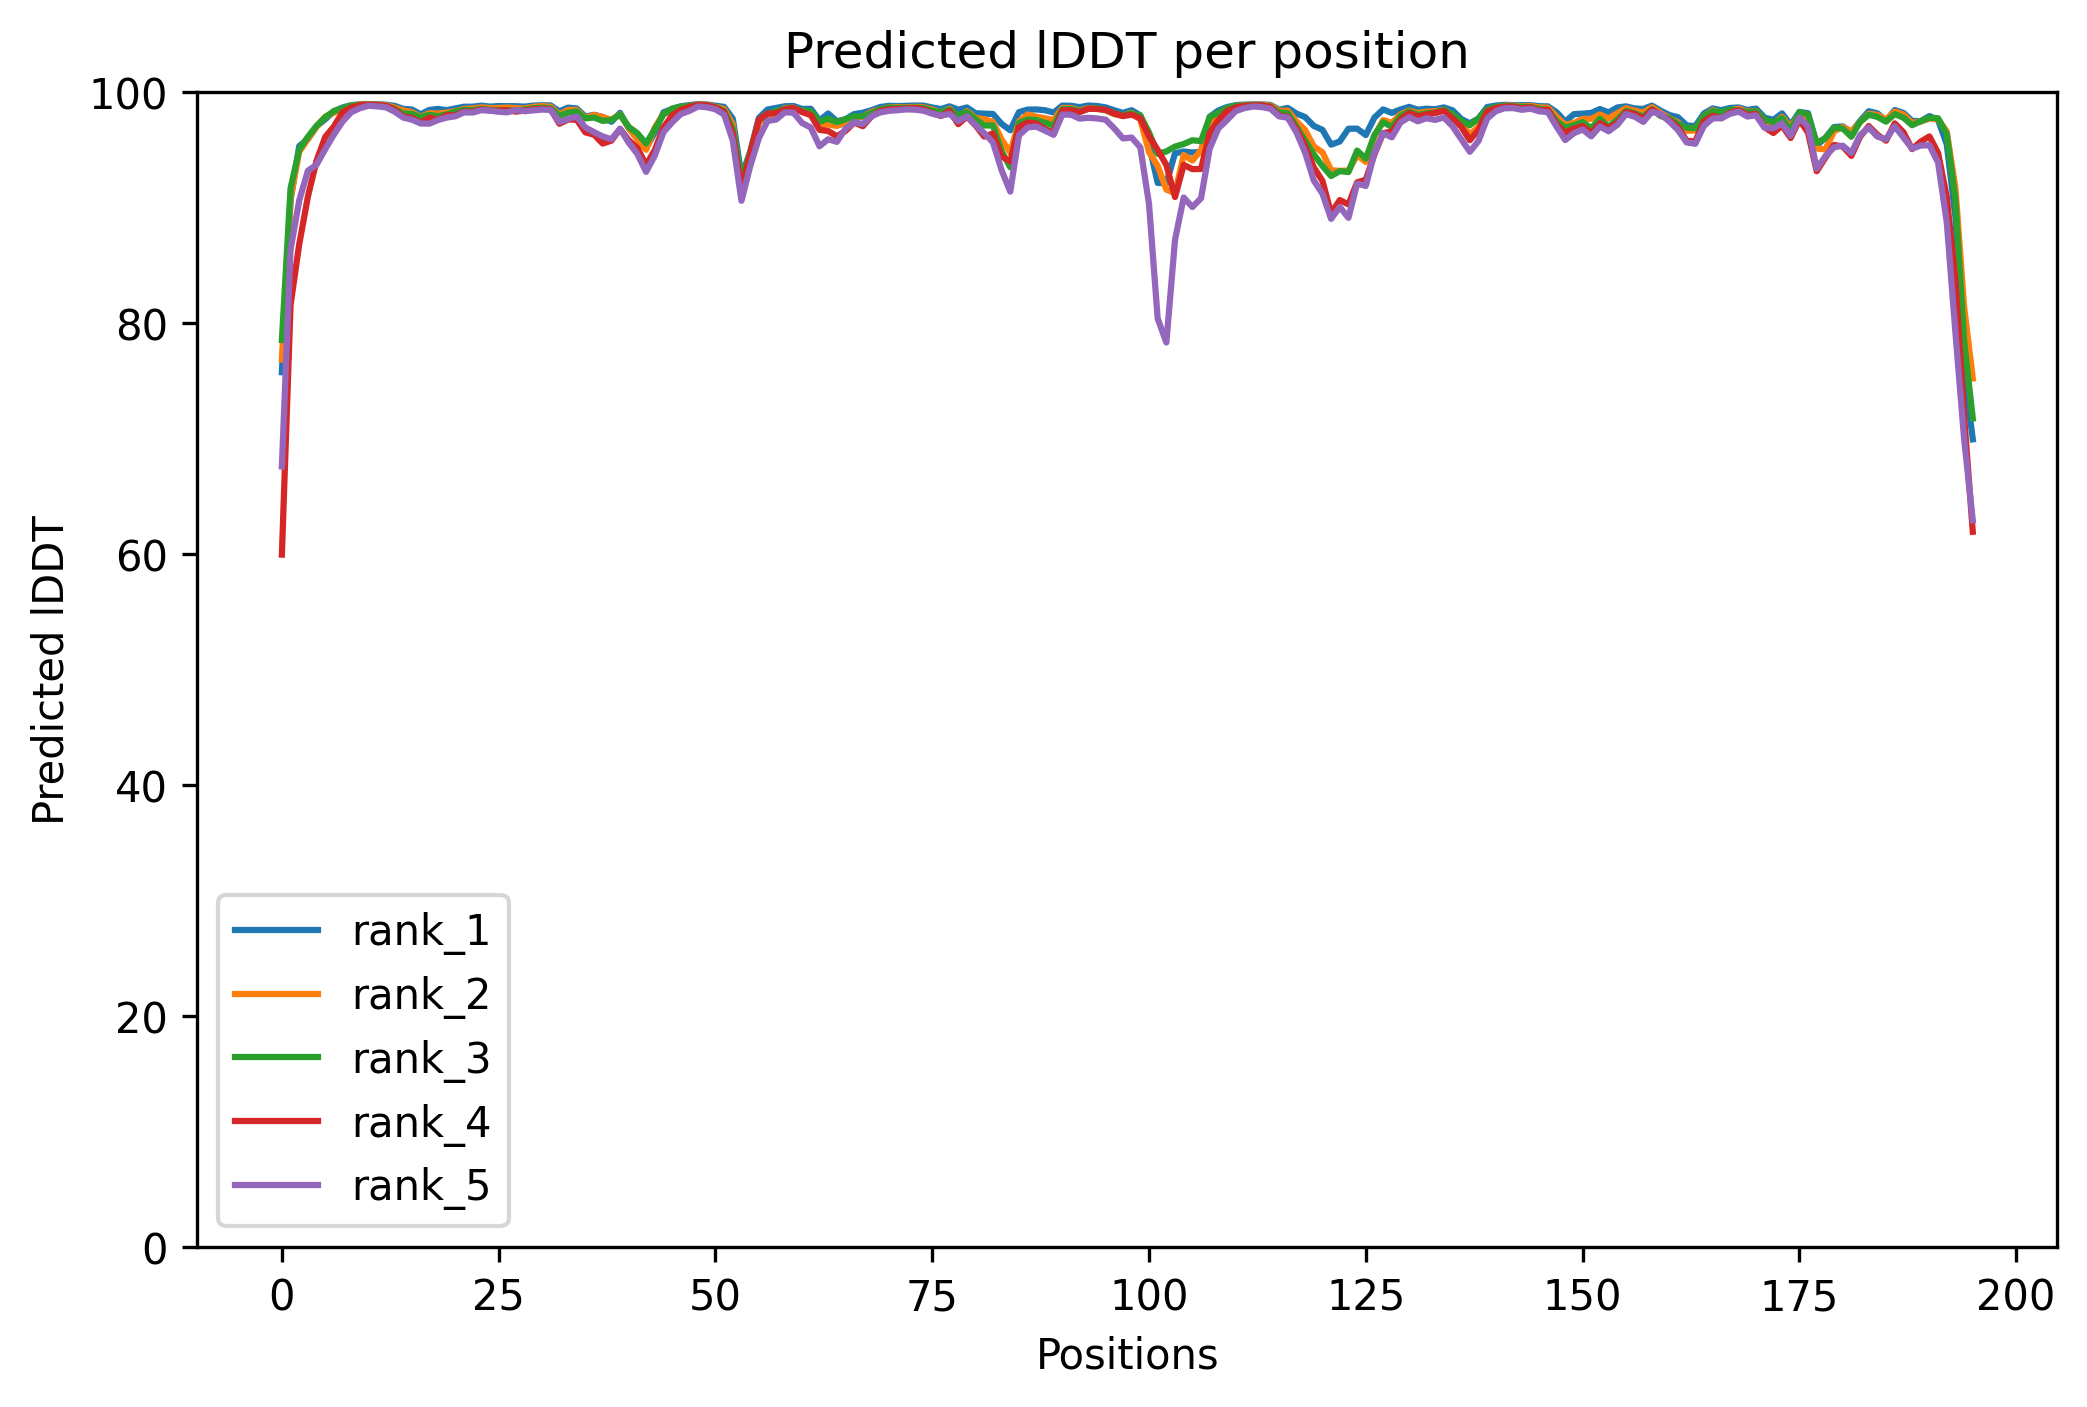 Predicted lDDT per position
100
80
60
40
20
0
Predicted lDDT
rank_1
rank_2
rank_3
rank_4
rank_5
0 25 50 75 100 125 150 175 200
Positions